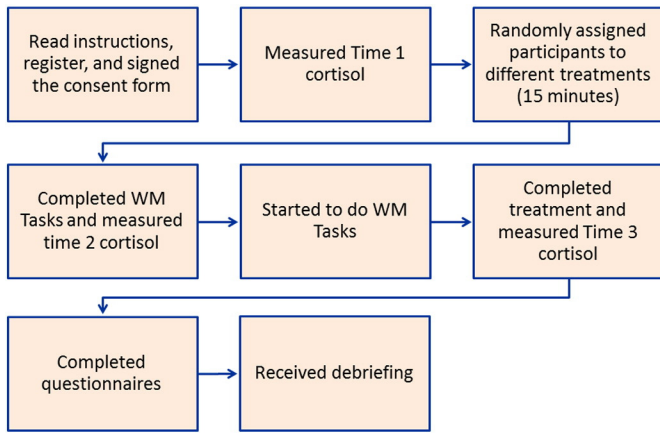 Read instructions,
register, and signed
the consent form
Measured Time 1
cortisol
Randomly assigned
participants to
different treatments
(15 minutes)
Completed WM
Tasks and measured
time 2 cortisol
Started to do WM
Tasks
Completed
treatment and
measured Time 3
cortisol
Completed
questionnaires
Received debriefing